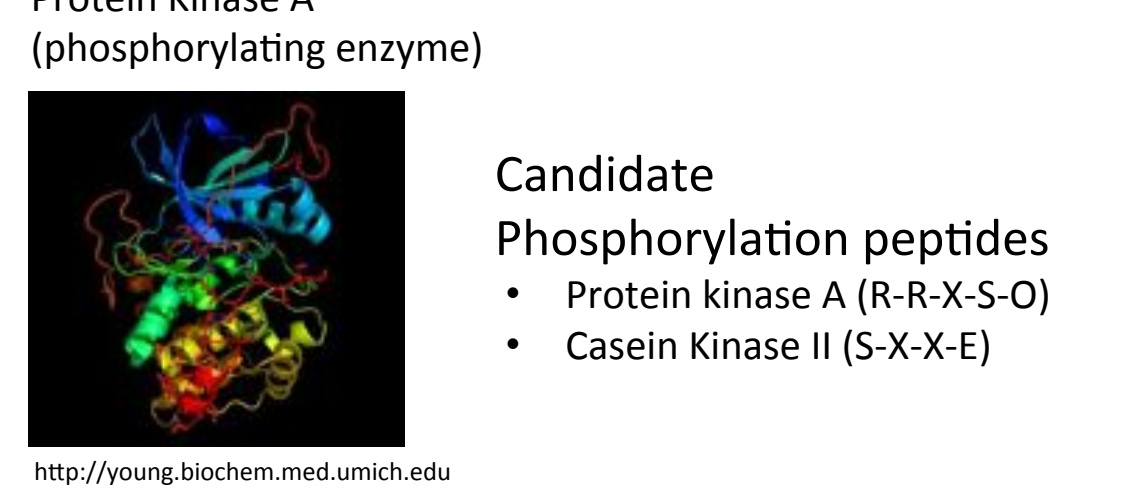 Protein Kinase A
(phosphorylating enzyme)
Candidate
Phosphorylation peptides
• Protein kinase A (R-R-X-S-O)
• Casein Kinase II (S-X-X-E)
http://young.biochem.med.umich.edu